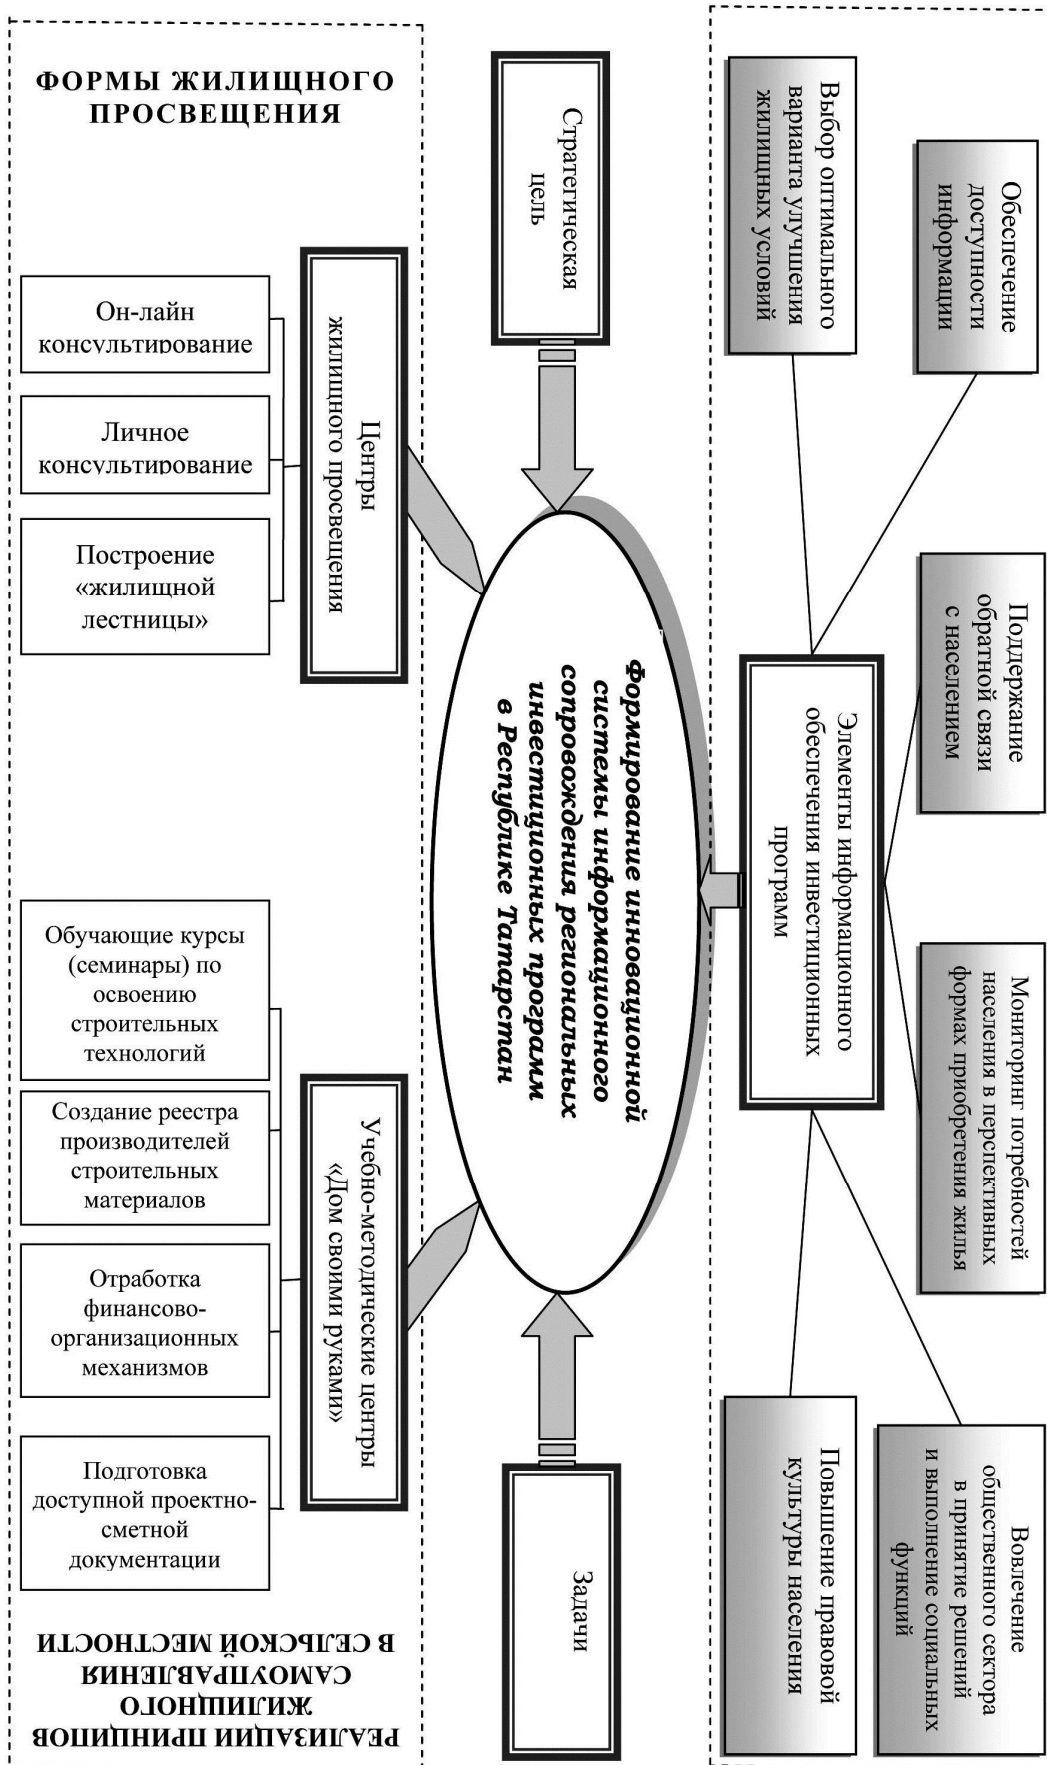 Обеспечение
доступности
информации
Поддержание
обратной связи
с населением
Мониторинг потребностей
населения в перспективных
формах приобретения жилья
Вовлечение
общественного сектора
в принятие решений
и выполнение социальных
функций
Выбор оптимального
варианта улучшения
жилищных условий
Элементы информационного
обеспечения инвестиционных
программ
Повышение правовой
культуры населения
Стратегическая
цель
Формирование инновационной
системы информационного
сопровождения региональных
инвестиционных программ
в Республике Татарстан
Задачи
ФОРМЫ ЖИЛИЩНОГО
ПРОСВЕЩЕНИЯ
Центры
жилищного просвещения
Он-лайн
консультирование
Личное
консультирование
Построение
«жилищной
лестницы»
Учебно-методические центры
«Дом своими руками»
Обучающие курсы
(семинары) по
освоению
строительных
технологий
Создание реестра
производителей
строительных
материалов
Отработка
финансово-
организационных
механизмов
Подготовка
доступной проектно-
сметной
документации
РЕАЛИЗАЦИИ ПРИНЦИПОВ
ЖИЛИЩНОГО
САМОУПРАВЛЕНИЯ
В СЕЛЬСКОЙ МЕСТНОСТИ